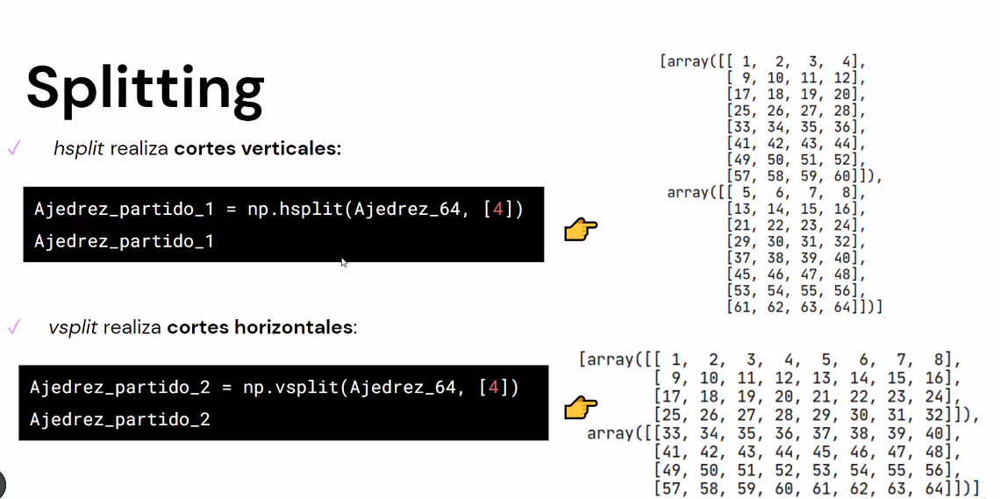 Splitting
✓ hsplit realiza cortes verticales:
Ajedrez_partido_1 = np.hsplit(Ajedrez_64, [4])
Ajedrez_partido_1
[array([[ 1, 2, 3, 4],
[ 9, 10, 11, 12],
[17, 18, 19, 20],
[25, 26, 27, 28],
[33, 34, 35, 36],
[41, 42, 43, 44],
[49, 50, 51, 52],
[57, 58, 59, 60]]),
array([[ 5, 6, 7, 8],
[13, 14, 15, 16],
[21, 22, 23, 24],
[29, 30, 31, 32],
[37, 38, 39, 40],
[45, 46, 47, 48],
[53, 54, 55, 56],
[61, 62, 63, 64]])]
✓ vsplit realiza cortes horizontales:
Ajedrez_partido_2 = np.vsplit(Ajedrez_64, [4])
Ajedrez_partido_2
[array([[ 1, 2, 3, 4, 5, 6, 7, 8],
[ 9, 10, 11, 12, 13, 14, 15, 16],
[17, 18, 19, 20, 21, 22, 23, 24],
[25, 26, 27, 28, 29, 30, 31, 32]]),
array([[33, 34, 35, 36, 37, 38, 39, 40],
[41, 42, 43, 44, 45, 46, 47, 48],
[49, 50, 51, 52, 53, 54, 55, 56],
[57, 58, 59, 60, 61, 62, 63, 64]])]